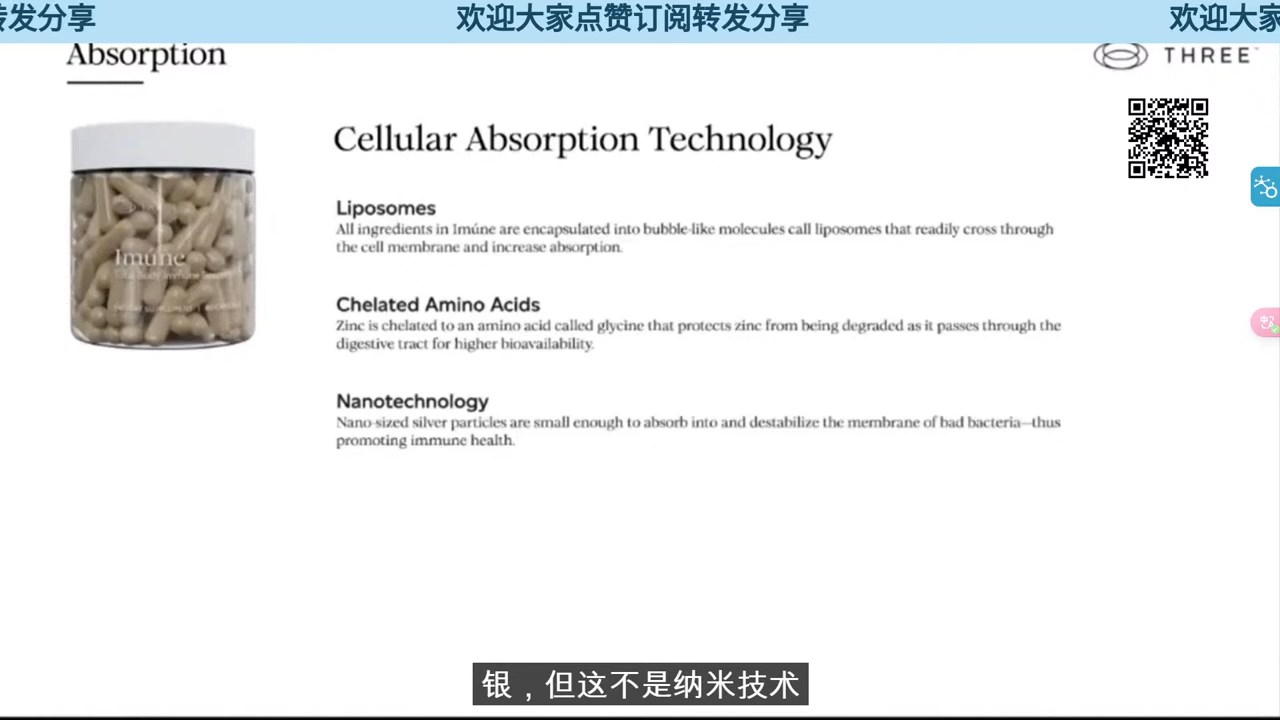 转发分享
欢迎大家点赞订阅转发分享
欢迎大家
Absorption
THREE
Cellular Absorption Technology
Liposomes
All ingredients in Imúne are encapsulated into bubble-like molecules call liposomes that readily cross through
the cell membrane and increase absorption.
Imúne
Chelated Amino Acids
Zinc is chelated to an amino acid called glycine that protects zinc from being degraded as it passes through the
digestive tract for higher bioavailability.
Nanotechnology
Nano-sized silver particles are small enough to absorb into and destabilize the membrane of bad bacteria—thus
promoting immune health.
银，但这不是纳米技术